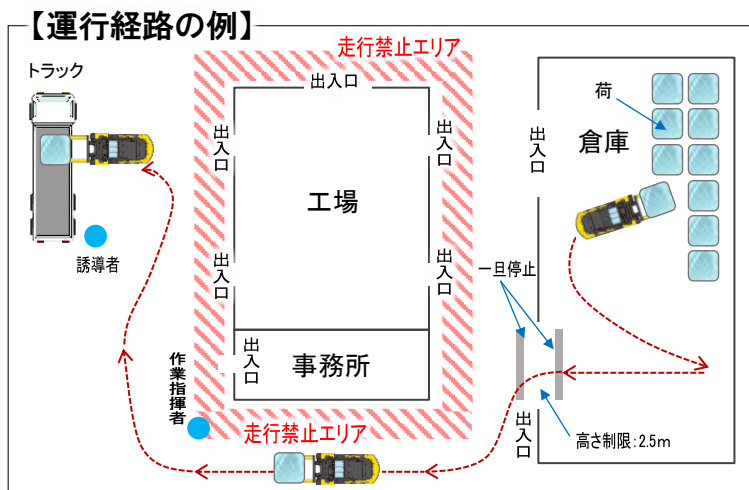 【運行経路の例】
走行禁止エリア
トラック
出入口
荷
出入口
出入口
出入口
倉庫
工場
誘導者
一旦停止
出入口
出入口
作業指揮者
出入口
事務所
出入口
高さ制限:2.5m
走行禁止エリア